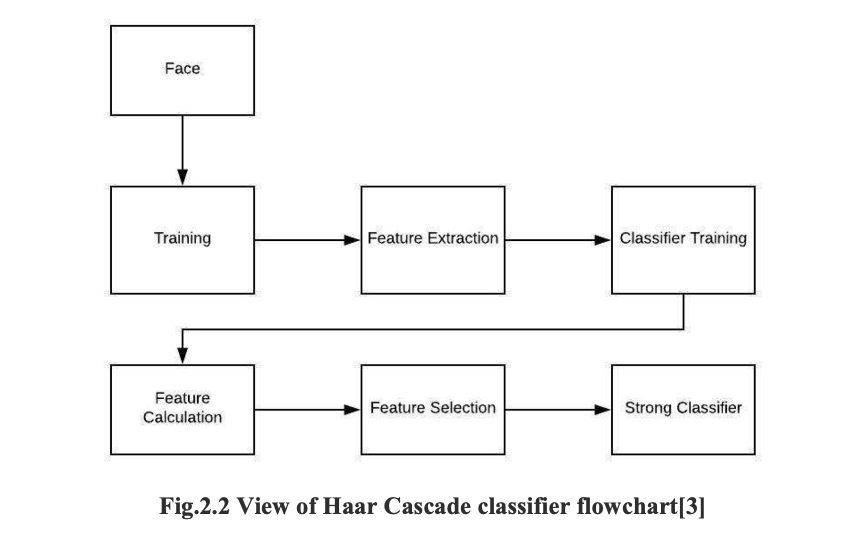 Face
Training
Feature Extraction
Classifier Training
Feature
Calculation
Feature Selection
Strong Classifier
Fig.2.2 View of Haar Cascade classifier flowchart[3]